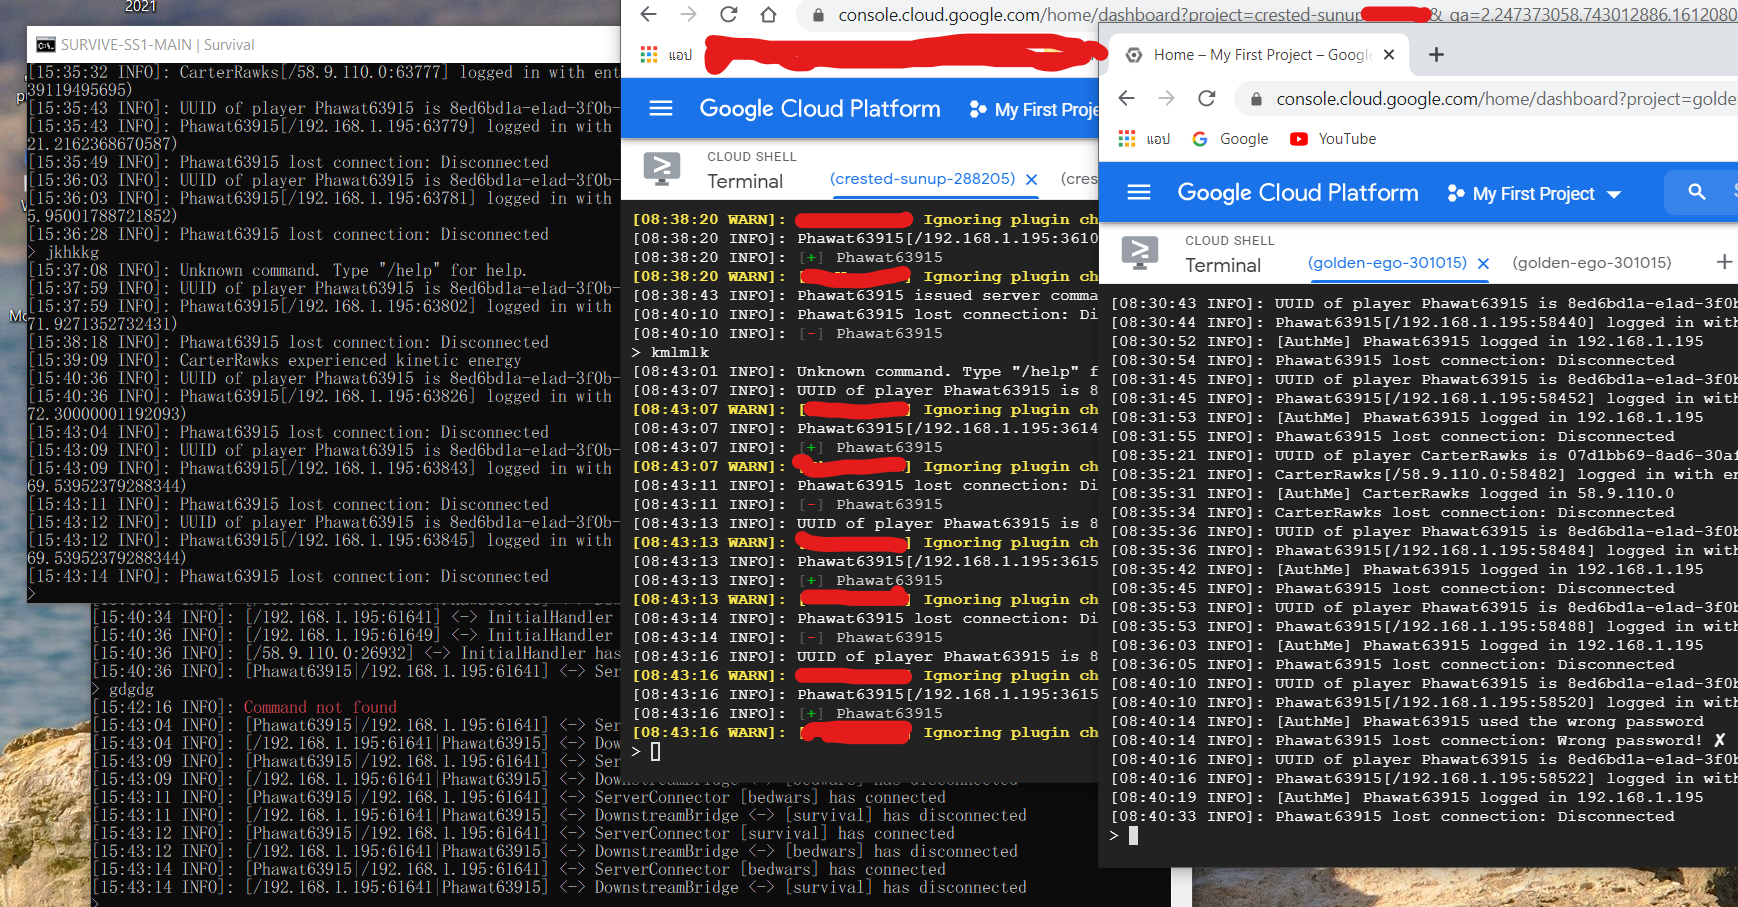 2021
SURVIVE-SS1-MAIN | Survival
[15:35:32 INFO]: CarterRawks[/58.9.110.0:63777] logged in with ent
39119495695)
[15:35:43 INFO]: UUID of player Phawat63915 is 8ed6bd1a-e1ad-3f0b-
[15:35:43 INFO]: Phawat63915[/192.168.1.195:63779] logged in with
21.2162368670587)
[15:35:49 INFO]: Phawat63915 lost connection: Disconnected
[15:36:03 INFO]: UUID of player Phawat63915 is 8ed6bd1a-e1ad-3f0b-
[15:36:03 INFO]: Phawat63915[/192.168.1.195:63781] logged in with
5.95001788721852)
[15:36:28 INFO]: Phawat63915 lost connection: Disconnected
> jkhkkg
[15:37:08 INFO]: Unknown command. Type "/help" for help.
[15:37:59 INFO]: UUID of player Phawat63915 is 8ed6bd1a-e1ad-3f0b-
[15:37:59 INFO]: Phawat63915[/192.168.1.195:63802] logged in with
71.9271352732431)
[15:38:18 INFO]: Phawat63915 lost connection: Disconnected
[15:39:09 INFO]: CarterRawks experienced kinetic energy
[15:40:36 INFO]: UUID of player Phawat63915 is 8ed6bd1a-e1ad-3f0b-
[15:40:36 INFO]: Phawat63915[/192.168.1.195:63826] logged in with
72.30000001192093)
[15:43:04 INFO]: Phawat63915 lost connection: Disconnected
[15:43:09 INFO]: UUID of player Phawat63915 is 8ed6bd1a-e1ad-3f0b-
[15:43:09 INFO]: Phawat63915[/192.168.1.195:63843] logged in with
69.53952379288344)
[15:43:11 INFO]: Phawat63915 lost connection: Disconnected
[15:43:12 INFO]: UUID of player Phawat63915 is 8ed6bd1a-e1ad-3f0b-
[15:43:12 INFO]: Phawat63915[/192.168.1.195:63845] logged in with
69.53952379288344)
[15:43:14 INFO]: Phawat63915 lost connection: Disconnected
>
[15:40:34 INFO]: [/192.168.1.195:61641] <-> InitialHandler
[15:40:36 INFO]: [/192.168.1.195:61649] <-> InitialHandler
[15:40:36 INFO]: [/58.9.110.0:26932] <-> InitialHandler has
[15:40:36 INFO]: [Phawat63915|/192.168.1.195:61641] <-> Ser
> gdgdg
[15:42:16 INFO]: Command not found
[15:43:04 INFO]: [Phawat63915|/192.168.1.195:61641] <-> Ser
[15:43:04 INFO]: [/192.168.1.195:61641|Phawat63915] <-> Dow
[15:43:09 INFO]: [Phawat63915|/192.168.1.195:61641] <-> Ser
[15:43:09 INFO]: [/192.168.1.195:61641|Phawat63915] <-> DownstreamBridge
[15:43:11 INFO]: [Phawat63915|/192.168.1.195:61641] <-> ServerConnector [bedwars] has connected
[15:43:11 INFO]: [/192.168.1.195:61641|Phawat63915] <-> DownstreamBridge <-> [survival] has disconnected
[15:43:12 INFO]: [Phawat63915|/192.168.1.195:61641] <-> ServerConnector [survival] has connected
[15:43:12 INFO]: [/192.168.1.195:61641|Phawat63915] <-> DownstreamBridge <-> [bedwars] has disconnected
[15:43:14 INFO]: [Phawat63915|/192.168.1.195:61641] <-> ServerConnector [bedwars] has connected
[15:43:14 INFO]: [/192.168.1.195:61641|Phawat63915] <-> DownstreamBridge <-> [survival] has disconnected
>
console.cloud.google.com/home/dashboard?project=crested-sunup & ga=2.247373058.743012886.1612080
แอป
Google Cloud Platform My First Proje
CLOUD SHELL
Terminal (crested-sunup-288205) × (cres
[08:38:20 WARN]: Ignoring plugin ch
[08:38:20 INFO]: Phawat63915[/192.168.1.195:3610
[08:38:20 INFO]: [+] Phawat63915
[08:38:20 WARN]: [ ] Ignoring plugin ch
[08:38:43 INFO]: Phawat63915 issued server comma
[08:40:10 INFO]: Phawat63915 lost connection: Di
[08:40:10 INFO]: [-] Phawat63915
> kmlmlk
[08:43:01 INFO]: Unknown command. Type "/help" f
[08:43:07 INFO]: UUID of player Phawat63915 is 8
[08:43:07 WARN]: [ ] Ignoring plugin ch
[08:43:07 INFO]: Phawat63915[/192.168.1.195:3614
[08:43:07 INFO]: [+] Phawat63915
[08:43:07 WARN]: Ignoring plugin ch
[08:43:11 INFO]: Phawat63915 lost connection: Di
[08:43:11 INFO]: [-] Phawat63915
[08:43:13 INFO]: UUID of player Phawat63915 is 8
[08:43:13 WARN]: [ ] Ignoring plugin ch
[08:43:13 INFO]: Phawat63915[/192.168.1.195:3615
[08:43:13 INFO]: [+] Phawat63915
[08:43:13 WARN]: [ ] Ignoring plugin ch
[08:43:14 INFO]: Phawat63915 lost connection: Di
[08:43:14 INFO]: [-] Phawat63915
[08:43:16 INFO]: UUID of player Phawat63915 is 8
[08:43:16 WARN]: Ignoring plugin ch
[08:43:16 INFO]: Phawat63915[/192.168.1.195:3615
[08:43:16 INFO]: [+] Phawat63915
[08:43:16 WARN]: [ ] Ignoring plugin ch
>
Home – My First Project – Google
console.cloud.google.com/home/dashboard?project=golde
แอป Google YouTube
Google Cloud Platform My First Project
CLOUD SHELL
Terminal (golden-ego-301015) × (golden-ego-301015) +
[08:30:43 INFO]: UUID of player Phawat63915 is 8ed6bd1a-e1ad-3f0b
[08:30:44 INFO]: Phawat63915[/192.168.1.195:58440] logged in with
[08:30:52 INFO]: [AuthMe] Phawat63915 logged in 192.168.1.195
[08:30:54 INFO]: Phawat63915 lost connection: Disconnected
[08:31:45 INFO]: UUID of player Phawat63915 is 8ed6bd1a-e1ad-3f0b
[08:31:45 INFO]: Phawat63915[/192.168.1.195:58452] logged in with
[08:31:53 INFO]: [AuthMe] Phawat63915 logged in 192.168.1.195
[08:31:55 INFO]: Phawat63915 lost connection: Disconnected
[08:35:21 INFO]: UUID of player CarterRawks is 07d1bb69-8ad6-30af
[08:35:21 INFO]: CarterRawks[/58.9.110.0:58482] logged in with en
[08:35:31 INFO]: [AuthMe] CarterRawks logged in 58.9.110.0
[08:35:34 INFO]: CarterRawks lost connection: Disconnected
[08:35:36 INFO]: UUID of player Phawat63915 is 8ed6bd1a-e1ad-3f0b
[08:35:36 INFO]: Phawat63915[/192.168.1.195:58484] logged in with
[08:35:42 INFO]: [AuthMe] Phawat63915 logged in 192.168.1.195
[08:35:45 INFO]: Phawat63915 lost connection: Disconnected
[08:35:53 INFO]: UUID of player Phawat63915 is 8ed6bd1a-e1ad-3f0b
[08:35:53 INFO]: Phawat63915[/192.168.1.195:58488] logged in with
[08:36:03 INFO]: [AuthMe] Phawat63915 logged in 192.168.1.195
[08:36:05 INFO]: Phawat63915 lost connection: Disconnected
[08:40:10 INFO]: UUID of player Phawat63915 is 8ed6bd1a-e1ad-3f0b
[08:40:10 INFO]: Phawat63915[/192.168.1.195:58520] logged in with
[08:40:14 INFO]: [AuthMe] Phawat63915 used the wrong password
[08:40:14 INFO]: Phawat63915 lost connection: Wrong password! ✗
[08:40:16 INFO]: UUID of player Phawat63915 is 8ed6bd1a-e1ad-3f0b
[08:40:16 INFO]: Phawat63915[/192.168.1.195:58522] logged in with
[08:40:19 INFO]: [AuthMe] Phawat63915 logged in 192.168.1.195
[08:40:33 INFO]: Phawat63915 lost connection: Disconnected
>